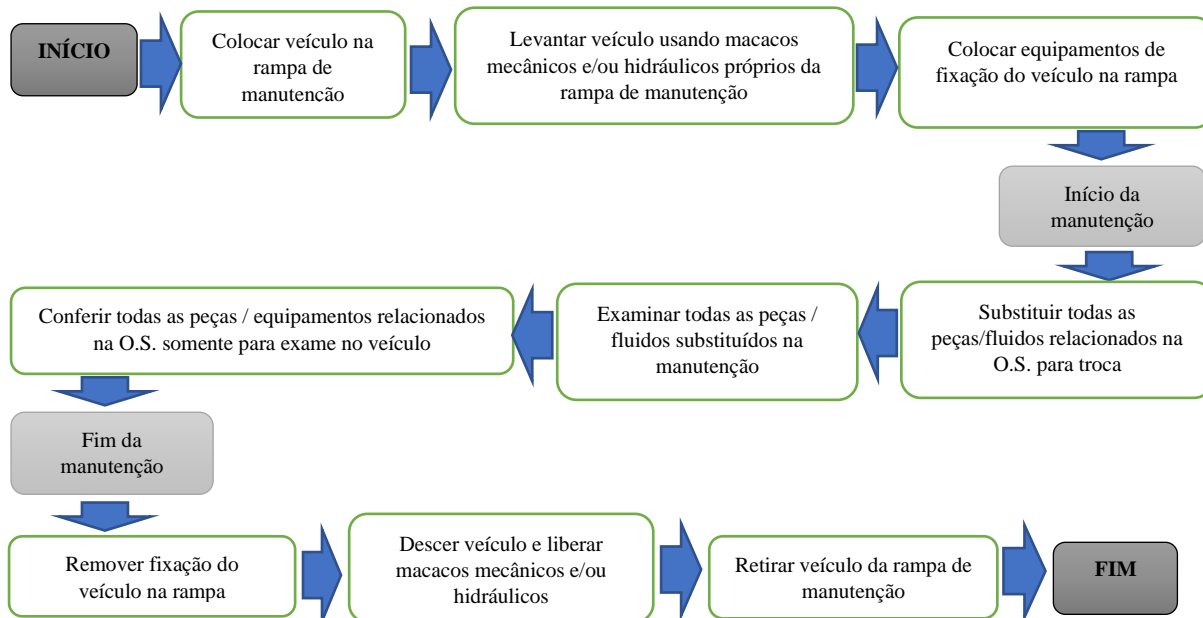 INÍCIO
Colocar veículo na
rampa de
manutencão
Levantar veículo usando macacos
mecânicos e/ou hidráulicos próprios da
rampa de manutenção
Colocar equipamentos de
fixação do veículo na rampa
Início da
manutenção
Substituir todas as
peças/fluidos relacionados na
O.S. para troca
Examinar todas as peças /
fluidos substituídos na
manutenção
Conferir todas as peças / equipamentos relacionados
na O.S. somente para exame no veículo
Fim da
manutenção
Remover fixação do
veículo na rampa
Descer veículo e liberar
macacos mecânicos e/ou
hidráulicos
Retirar veículo da rampa de
manutenção
FIM